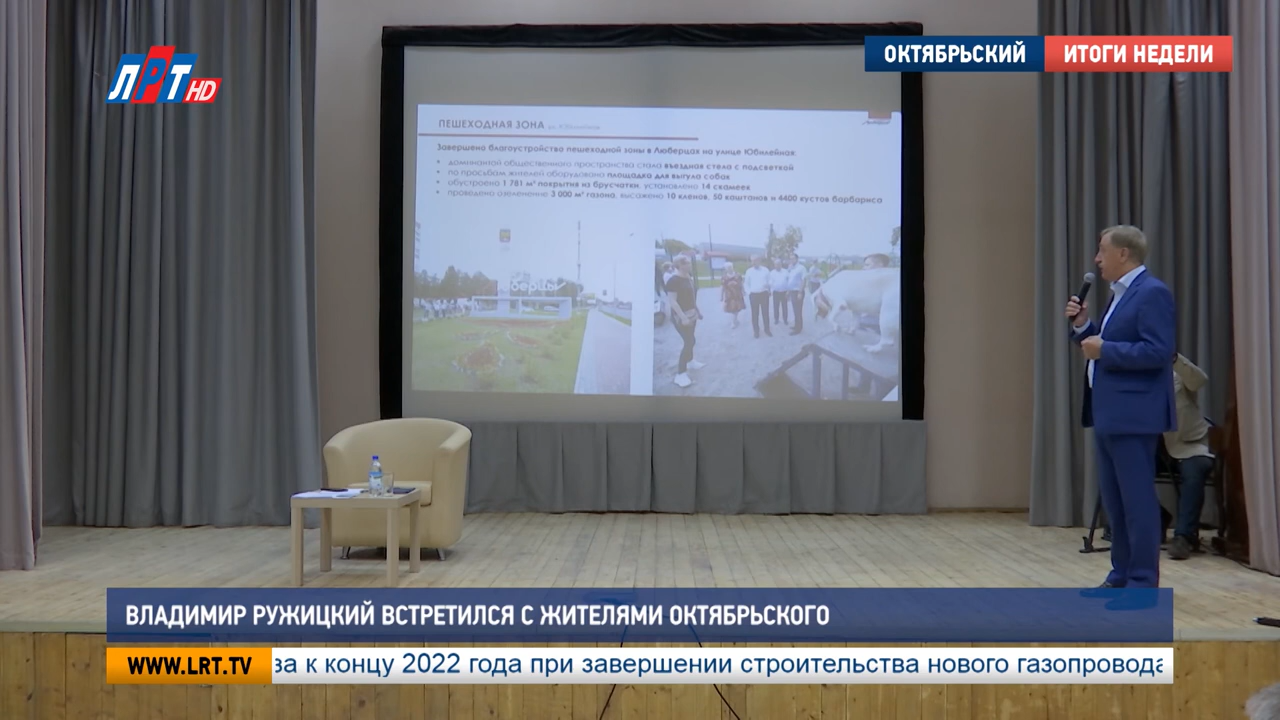 ЛРТ HD
ОКТЯБРЬСКИЙ ИТОГИ НЕДЕЛИ
ПЕШЕХОДНАЯ ЗОНА
Завершено благоустройство пешеходной зоны в Люберцах на улице Юбилейная:
• доминантой общественного пространства стала въездная стела с подсветкой
• по просьбам жителей оборудована площадка для выгула собак
• обустроено 1 781 м² покрытия из брусчатки, установлено 14 скамеек
• проведено озеленение 3 000 м² газона, высажено 10 кленов, 50 каштанов и 4400 кустов барбариса
ВЛАДИМИР РУЖИЦКИЙ ВСТРЕТИЛСЯ С ЖИТЕЛЯМИ ОКТЯБРЬСКОГО
WWW.LRT.TV ва к концу 2022 года при завершении строительства нового газопровода